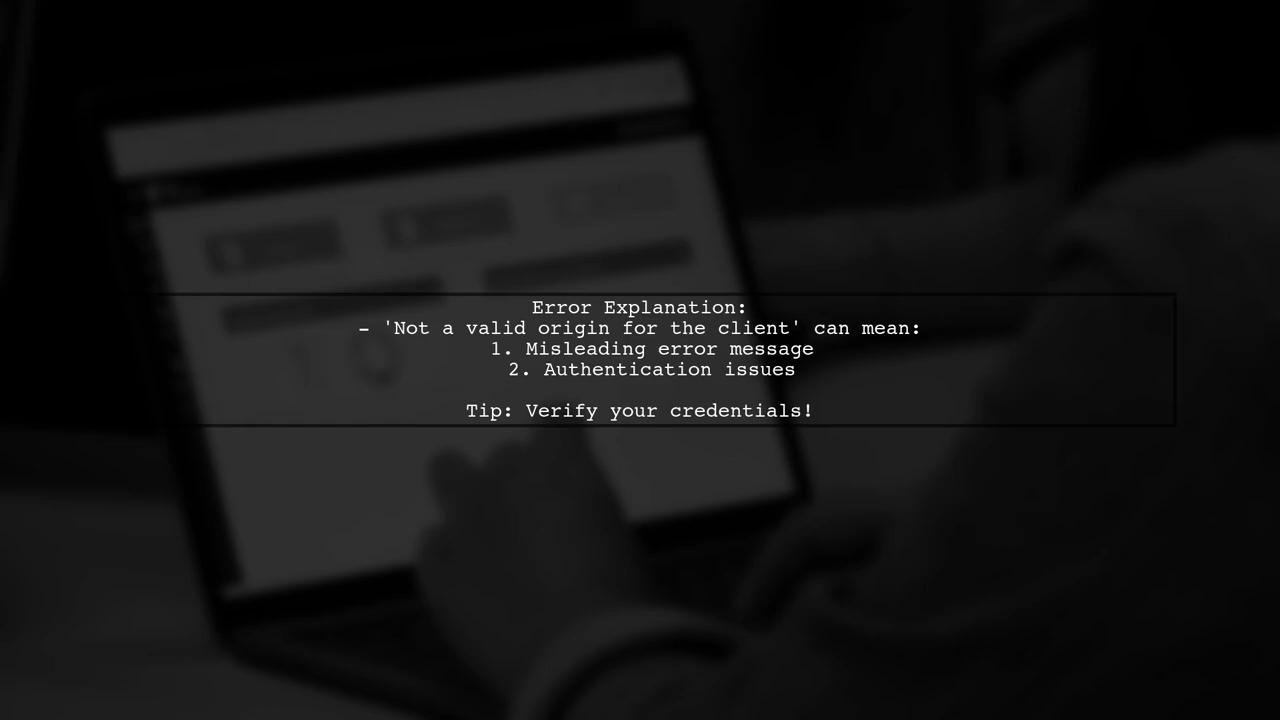 Error Explanation:
- 'Not a valid origin for the client' can mean:
1. Misleading error message
2. Authentication issues
Tip: Verify your credentials!